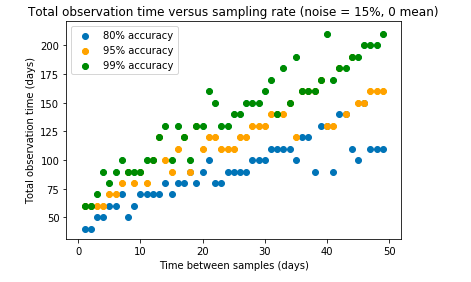 Total observation time versus sampling rate (noise = 15%, 0 mean)
80% accuracy
95% accuracy
99% accuracy
Total observation time (days)
200
175
150
125
100
75
50
0 10 20 30 40 50
Time between samples (days)